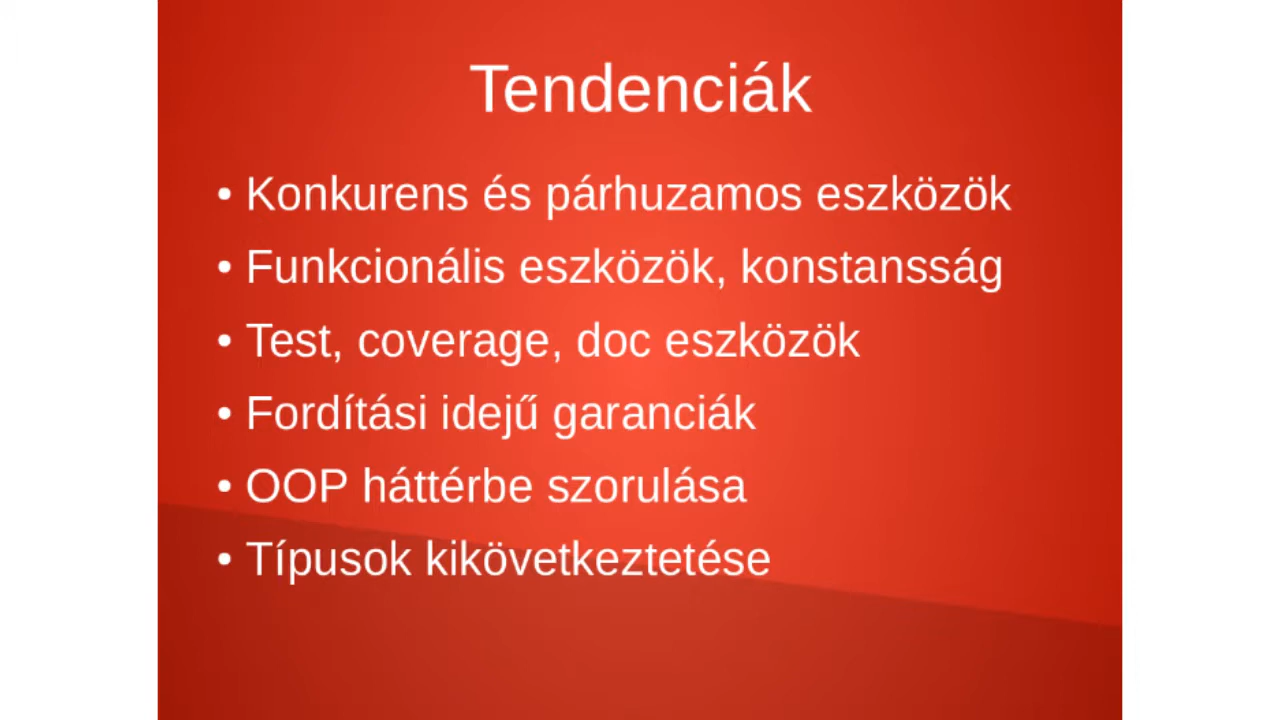 Tendenciák
• Konkurens és párhuzamos eszközök
• Funkcionális eszközök, konstansság
• Test, coverage, doc eszközök
• Fordítási idejű garanciák
• OOP háttérbe szorulása
• Típusok kikövetkeztetése